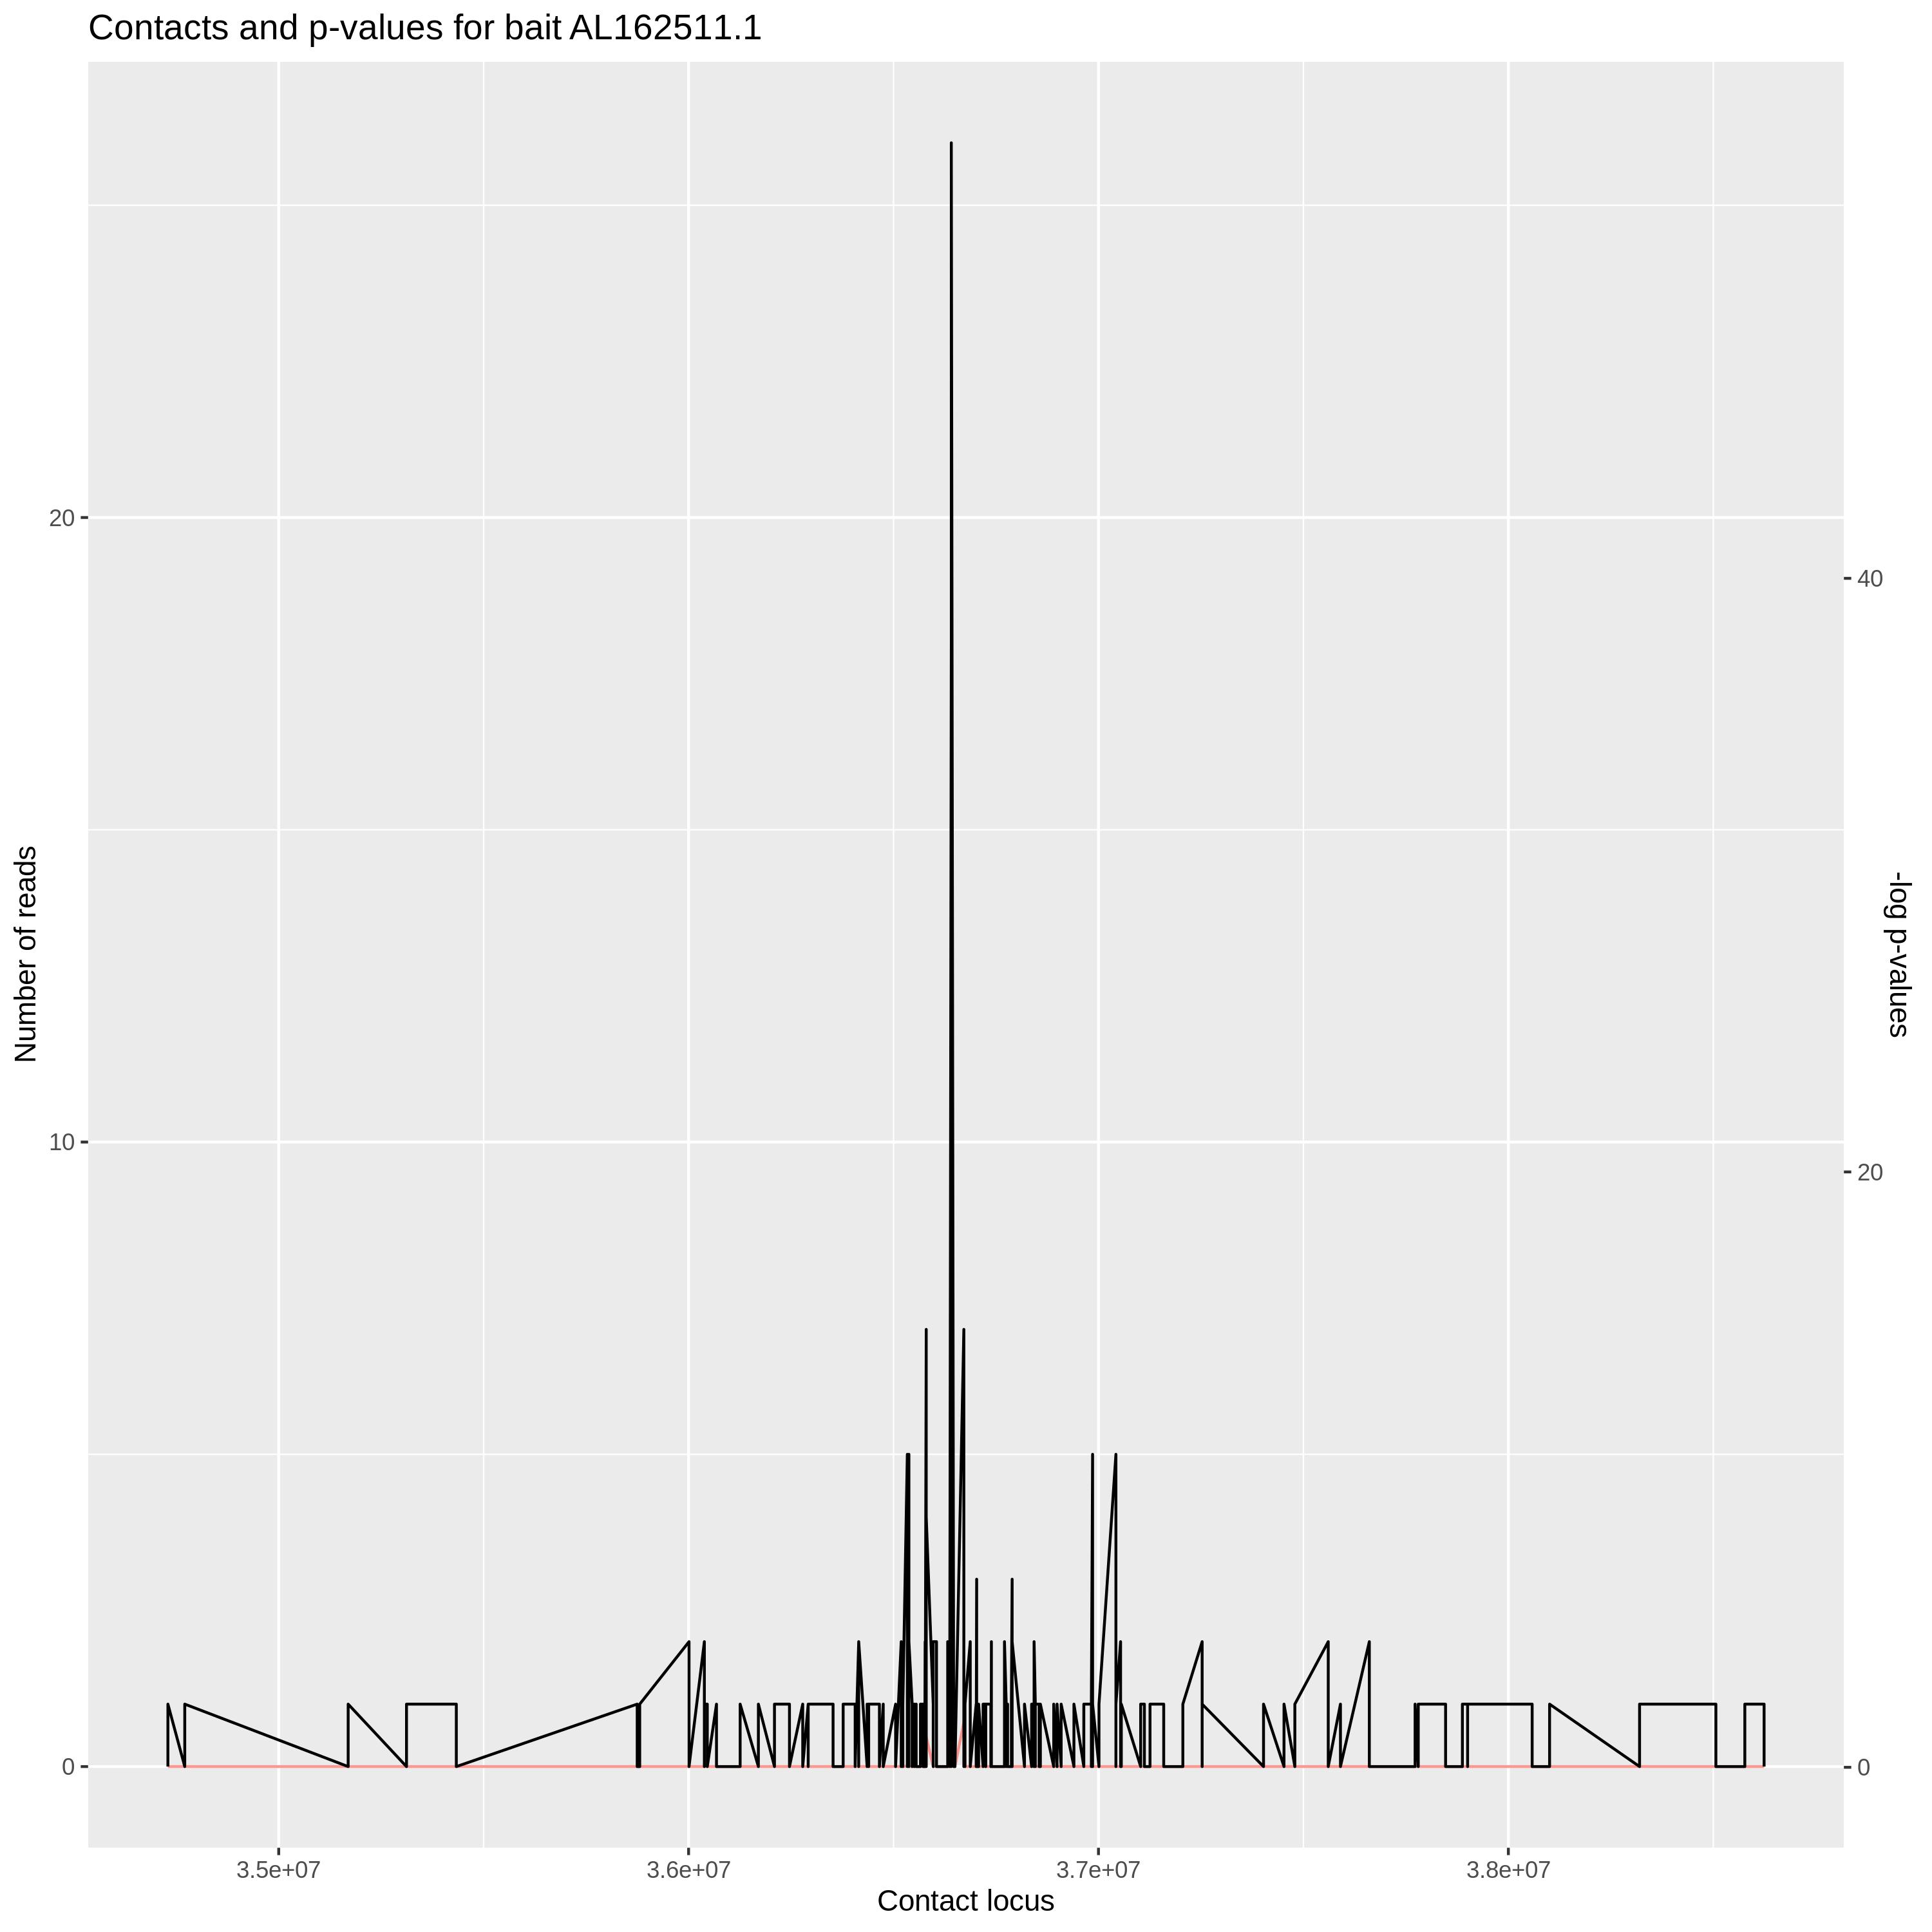 Contacts and p-values for bait AL162511.1
20
10
0
Number of reads
40
20
0
-log p-values
3.5e+07 3.6e+07 3.7e+07 3.8e+07
Contact locus